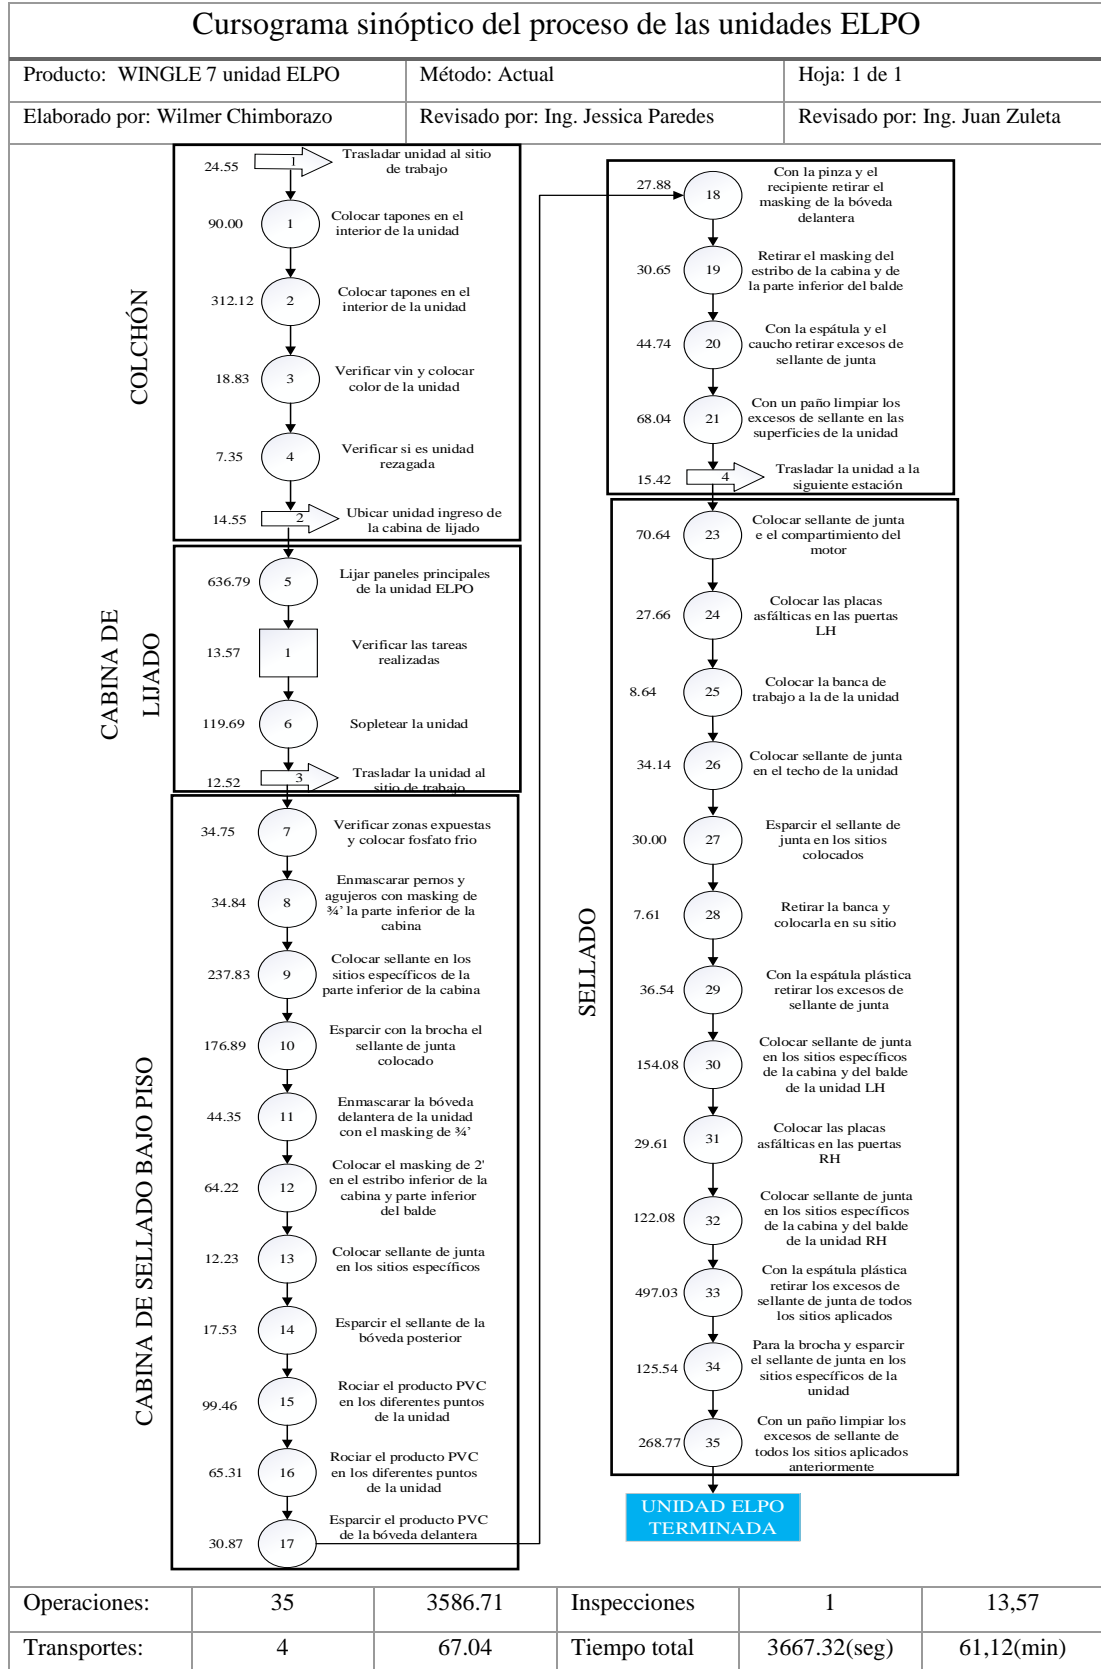 Cursograma sinóptico del proceso de las unidades ELPO
Producto: WINGLE 7 unidad ELPO
Método: Actual
Hoja: 1 de 1
Elaborado por: Wilmer Chimborazo
Revisado por: Ing. Jessica Paredes
Revisado por: Ing. Juan Zuleta
COLCHÓN
24.55
1
Trasladar unidad al sitio
de trabajo
90.00
1
Colocar tapones en el
interior de la unidad
312.12
2
Colocar tapones en el
interior de la unidad
18.83
3
Verificar vin y colocar
color de la unidad
7.35
4
Verificar si es unidad
rezagada
14.55
2
Ubicar unidad ingreso de
la cabina de lijado
CABINA DE
LIJADO
636.79
5
Lijar paneles principales
de la unidad ELPO
13.57
1
Verificar las tareas
realizadas
119.69
6
Sopletear la unidad
12.52
3
Trasladar la unidad al
sitio de trabajo
CABINA DE SELLADO BAJO PISO
34.75
7
Verificar zonas expuestas
y colocar fosfato frio
34.84
8
Enmascarar pernos y
agujeros con masking de
¾’ la parte inferior de la
cabina
237.83
9
Colocar sellante en los
sitios específicos de la
parte inferior de la cabina
176.89
10
Esparcir con la brocha el
sellante de junta
colocado
44.35
11
Enmascarar la bóveda
delantera de la unidad
con el masking de ¾’
64.22
12
Colocar el masking de 2'
en el estribo inferior de la
cabina y parte inferior
del balde
12.23
13
Colocar sellante de junta
en los sitios específicos
17.53
14
Esparcir el sellante de la
bóveda posterior
99.46
15
Rociar el producto PVC
en los diferentes puntos
de la unidad
65.31
16
Rociar el producto PVC
en los diferentes puntos
de la unidad
30.87
17
Esparcir el producto PVC
de la bóveda delantera
27.88
18
Con la pinza y el
recipiente retirar el
masking de la bóveda
delantera
30.65
19
Retirar el masking del
estribo de la cabina y de
la parte inferior del balde
44.74
20
Con la espátula y el
caucho retirar excesos de
sellante de junta
68.04
21
Con un paño limpiar los
excesos de sellante en las
superficies de la unidad
15.42
4
Trasladar la unidad a la
siguiente estación
SELLADO
70.64
23
Colocar sellante de junta
e el compartimiento del
motor
27.66
24
Colocar las placas
asfálticas en las puertas
LH
8.64
25
Colocar la banca de
trabajo a la de la unidad
34.14
26
Colocar sellante de junta
en el techo de la unidad
30.00
27
Esparcir el sellante de
junta en los sitios
colocados
7.61
28
Retirar la banca y
colocarla en su sitio
36.54
29
Con la espátula plástica
retirar los excesos de
sellante de junta
154.08
30
Colocar sellante de junta
en los sitios específicos
de la cabina y del balde
de la unidad LH
29.61
31
Colocar las placas
asfálticas en las puertas
RH
122.08
32
Colocar sellante de junta
en los sitios específicos
de la cabina y del balde
de la unidad RH
497.03
33
Con la espátula plástica
retirar los excesos de
sellante de junta de todos
los sitios aplicados
125.54
34
Para la brocha y esparcir
el sellante de junta en los
sitios específicos de la
unidad
268.77
35
Con un paño limpiar los
excesos de sellante de
todo los sitios aplicados
anteriormente
UNIDAD ELPO
TERMINADA
Operaciones:
35
3586.71
Inspecciones
1
13,57
Transportes:
4
67.04
Tiempo total
3667.32(seg)
61,12(min)